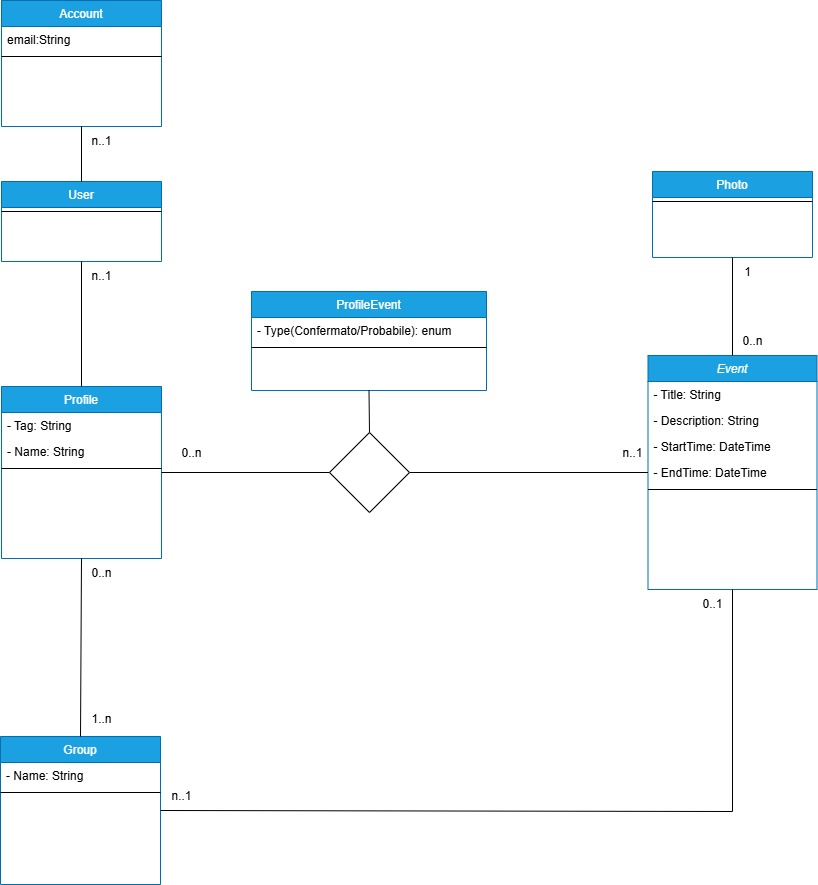 Account
email:String
n..1
User
n..1
Photo
1
0..n
ProfileEvent
- Type(Confermato/Probabile): enum
Event
- Title: String
- Description: String
- StartTime: DateTime
- EndTime: DateTime
Profile
- Tag: String
- Name: String
0..n
n..1
0..n
0..1
1..n
Group
- Name: String
n..1